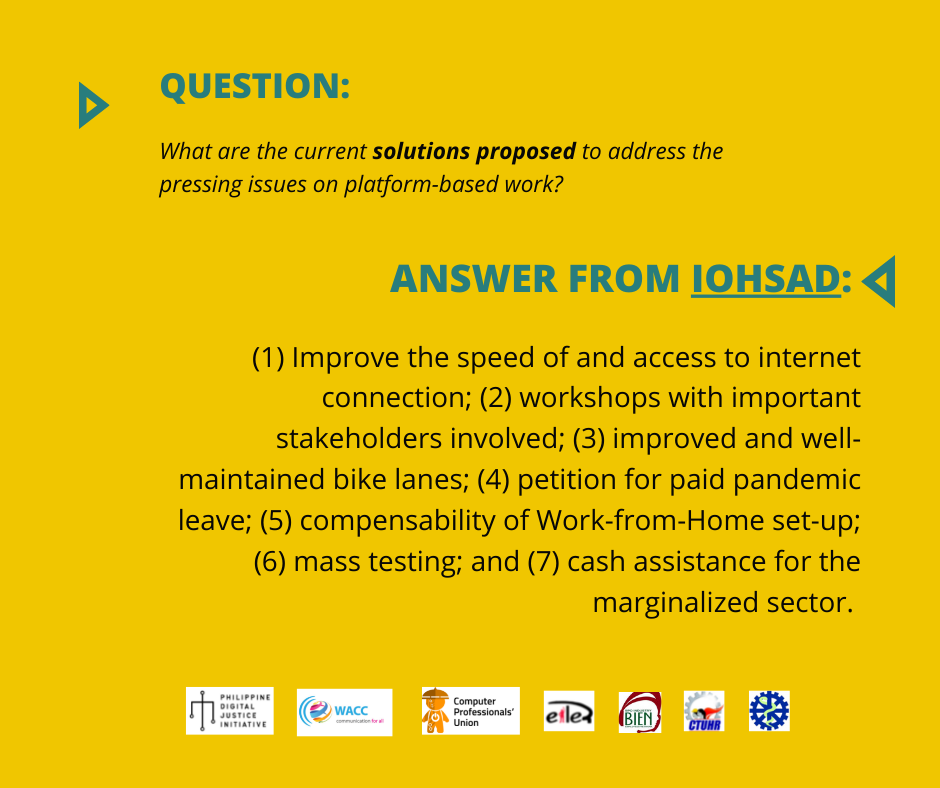 QUESTION:
What are the current solutions proposed to address the
pressing issues on platform-based work?
ANSWER FROM IOHSAD:
(1) Improve the speed of and access to internet
connection; (2) workshops with important
stakeholders involved; (3) improved and well-
maintained bike lanes; (4) petition for paid pandemic
leave; (5) compensability of Work-from-Home set-up;
(6) mass testing; and (7) cash assistance for the
marginalized sector.
PHILIPPINE
DIGITAL
JUSTICE
INITIATIVE
WACC
communication for all
Computer
Professionals'
Union
eiler
BIEN
CTUHR